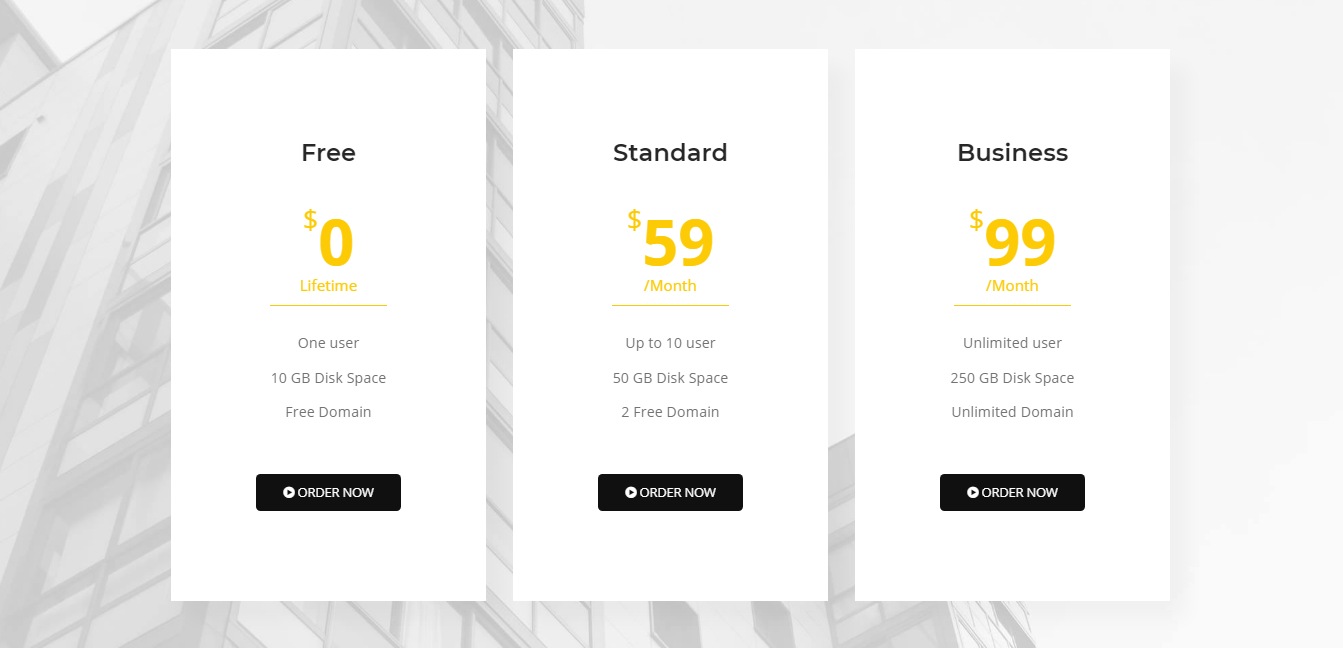 Free
$0
Lifetime
One user
10 GB Disk Space
Free Domain
ORDER NOW
Standard
$59
/Month
Up to 10 user
50 GB Disk Space
2 Free Domain
ORDER NOW
Business
$99
/Month
Unlimited user
250 GB Disk Space
Unlimited Domain
ORDER NOW